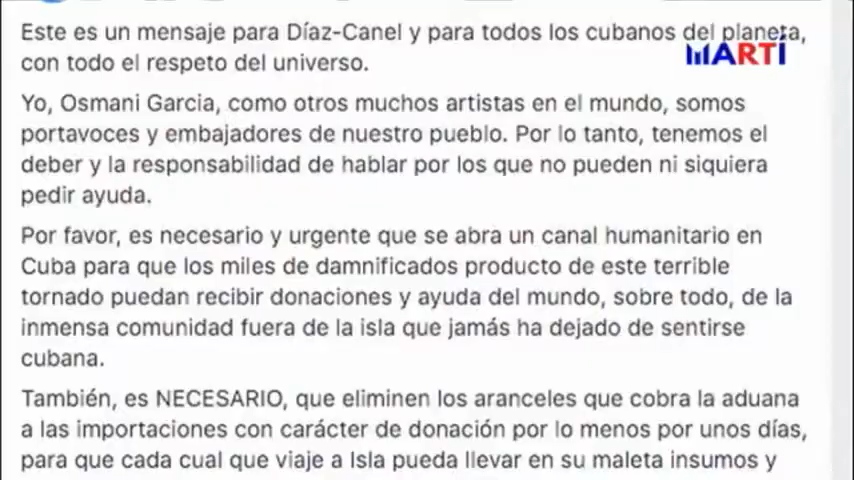 Este es un mensaje para Díaz-Canel y para todos los cubanos del planeta,
MARTÍ
con todo el respeto del universo.
Yo, Osmani Garcia, como otros muchos artistas en el mundo, somos
portavoces y embajadores de nuestro pueblo. Por lo tanto, tenemos el
deber y la responsabilidad de hablar por los que no pueden ni siquiera
pedir ayuda.
Por favor, es necesario y urgente que se abra un canal humanitario en
Cuba para que los miles de damnificados producto de este terrible
tornado puedan recibir donaciones y ayuda del mundo, sobre todo, de la
inmensa comunidad fuera de la isla que jamás ha dejado de sentirse
cubana.
También, es NECESARIO, que eliminen los aranceles que cobra la aduana
a las importaciones con carácter de donación por lo menos por unos días,
para que cada cual que viaje a Isla pueda llevar en su maleta insumos y